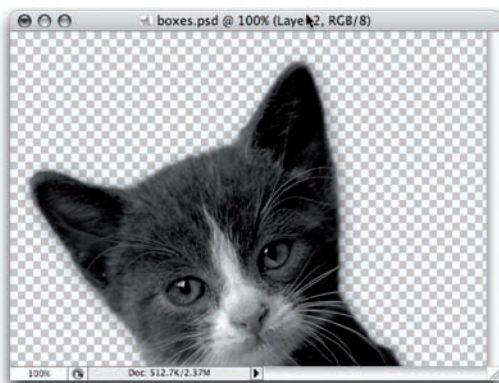 boxes.psd @ 100% (Layer 2, RGB/8)
100% Doc: 512.7K/2.37M